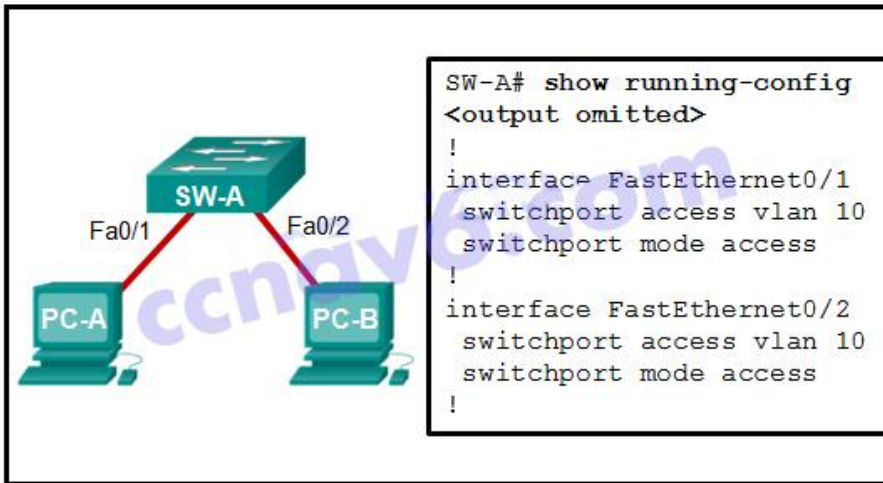 SW-A# show running-config
<output omitted>
!
interface FastEthernet0/1
switchport access vlan 10
switchport mode access
!
interface FastEthernet0/2
switchport access vlan 10
switchport mode access
!
SW-A
Fa0/1
Fa0/2
PC-A
PC-B
ccnav6.com